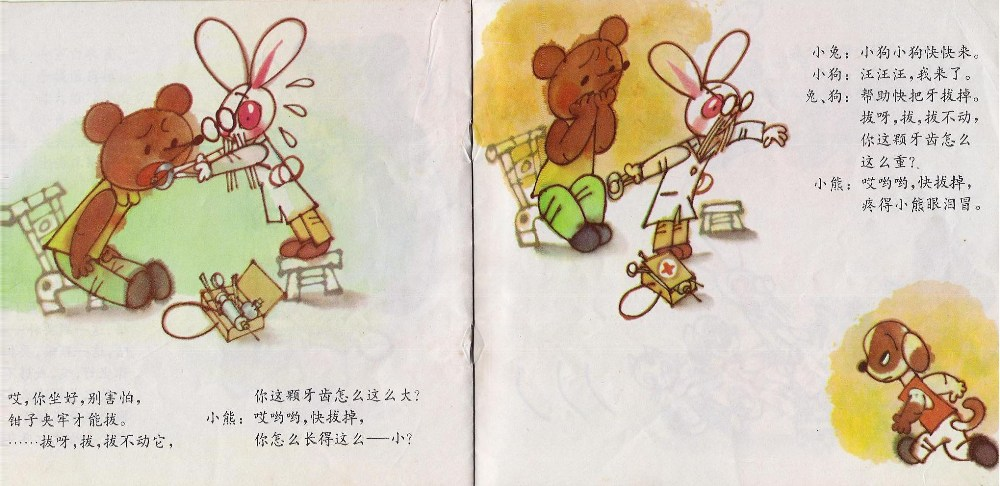 哎,你坐好,别害怕,
钳子夹牢才能拔。
……拔呀,拔,拔不动它,
你这颗牙齿怎么这么大?
小熊:哎哟哟,快拔掉,
你怎么长得这么——小?
小兔:小狗小狗快快来。
小狗:汪汪汪,我来了。
兔、狗:帮助快把牙拔掉。
拔呀,拔,拔不动,
你这颗牙齿怎么
这么重?
小熊:哎哟哟,快拔掉,
疼得小熊眼泪冒。